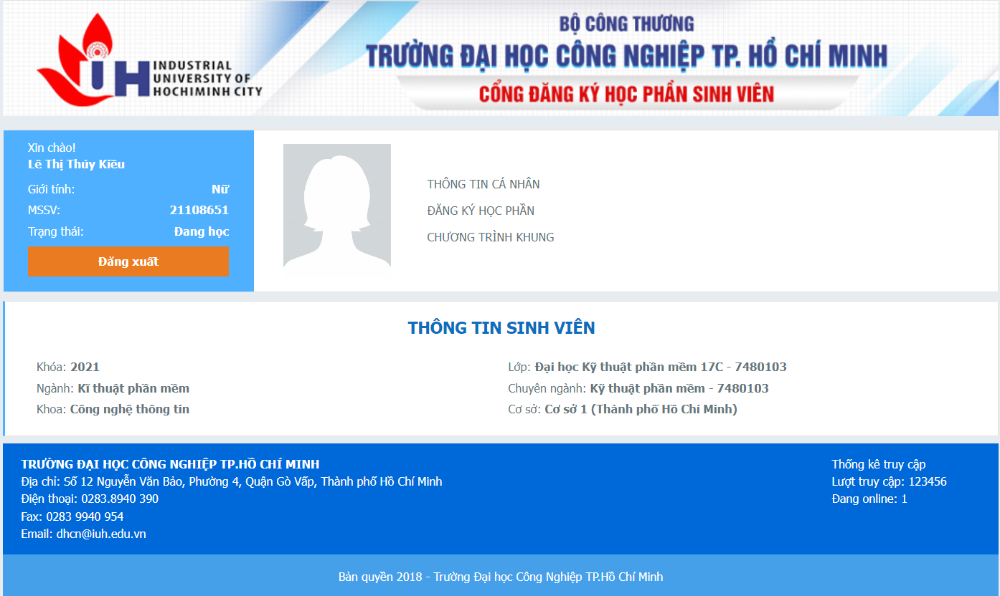 INDUSTRIAL
UNIVERSITY OF
HOCHIMINH CITY
IUH
BỘ CÔNG THƯƠNG
TRƯỜNG ĐẠI HỌC CÔNG NGHIỆP TP. HỒ CHÍ MINH
CỔNG ĐĂNG KÝ HỌC PHẦN SINH VIÊN
Xin chào!
Lê Thị Thúy Kiều
Giới tính: Nữ
MSSV: 21108651
Trạng thái: Đang học
Đăng xuất
THÔNG TIN CÁ NHÂN
ĐĂNG KÝ HỌC PHẦN
CHƯƠNG TRÌNH KHUNG
THÔNG TIN SINH VIÊN
Khóa: 2021
Ngành: Kĩ thuật phần mềm
Khoa: Công nghệ thông tin
Lớp: Đại học Kỹ thuật phần mềm 17C - 7480103
Chuyên ngành: Kỹ thuật phần mềm - 7480103
Cơ sở: Cơ sở 1 (Thành phố Hồ Chí Minh)
TRƯỜNG ĐẠI HỌC CÔNG NGHIỆP TP.HỒ CHÍ MINH
Địa chỉ: Số 12 Nguyễn Văn Bảo, Phường 4, Quận Gò Vấp, Thành phố Hồ Chí Minh
Điện thoại: 0283.8940 390
Fax: 0283 9940 954
Email: dhcn@iuh.edu.vn
Thống kê truy cập
Lượt truy cập: 123456
Đang online: 1
Bản quyền 2018 - Trường Đại học Công Nghiệp TP.Hồ Chí Minh